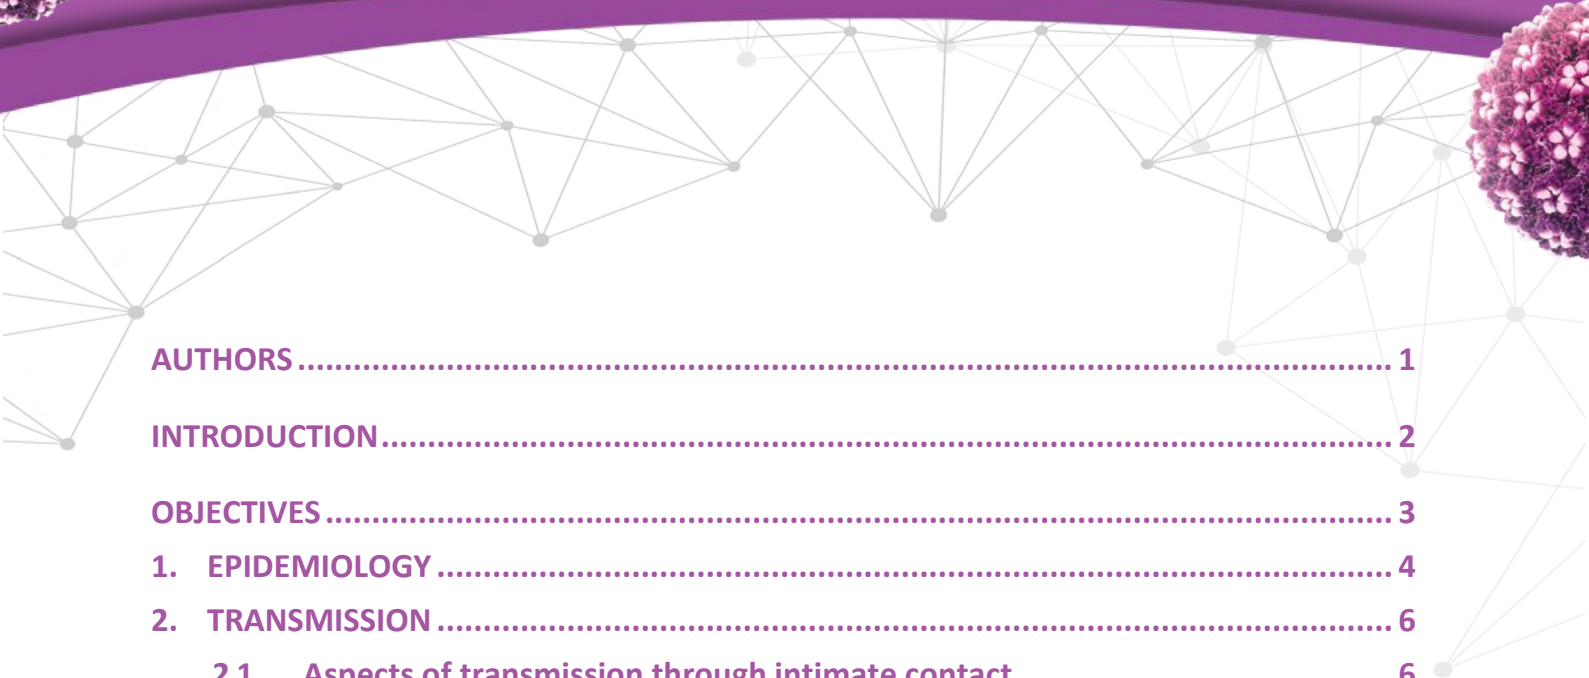 AUTHORS 1
INTRODUCTION 2
OBJECTIVES 3
1. EPIDEMIOLOGY 4
2. TRANSMISSION 6
2.1 Aspects of transmission through intimate contact 6